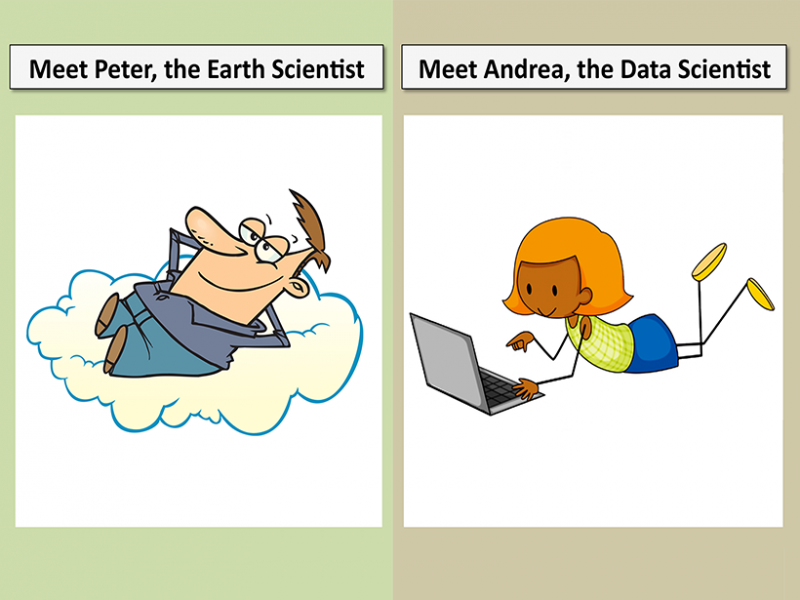 Meet Peter, the Earth Scientist
Meet Andrea, the Data Scientist